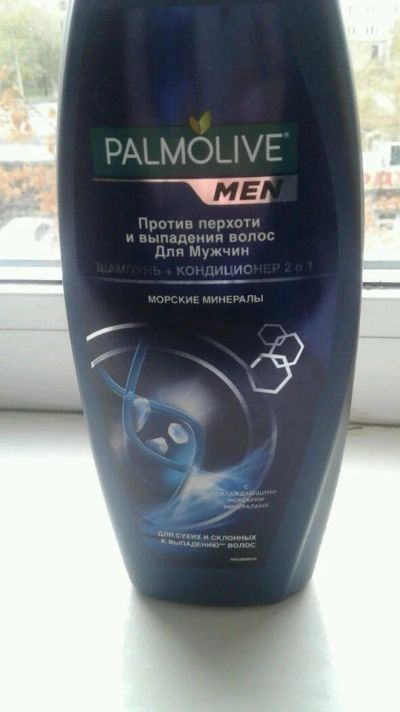 PALMOLIVE®
MEN
Против перхоти
и выпадения волос
Для Мужчин
ШАМПУНЬ + КОНДИЦИОНЕР 2 в 1
МОРСКИЕ МИНЕРАЛЫ
С
ОХЛАЖДАЮЩИМИ
МОРСКИМИ
МИНЕРАЛАМИ
ДЛЯ СУХИХ И СКЛОННЫХ
К ВЫПАДЕНИЮ** ВОЛОС